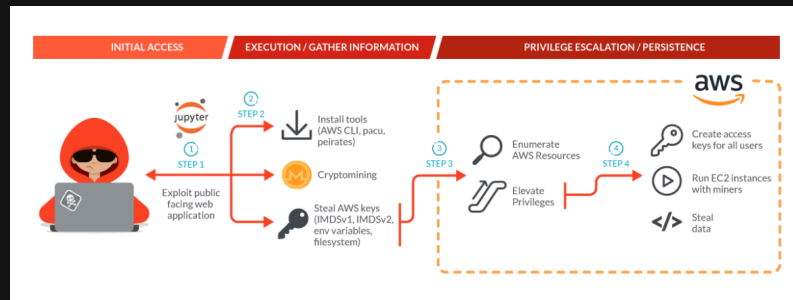 INITIAL ACCESS
EXECUTION / GATHER INFORMATION
PRIVILEGE ESCALATION / PERSISTENCE
jupyter
1
STEP 1
Exploit public
facing web
application
2
STEP 2
Install tools
(AWS CLI, pacu,
peirates)
Cryptomining
Steal AWS keys
(IMDSv1, IMDSv2,
env variables,
filesystem)
3
STEP 3
aws
Enumerate
AWS Resources
Elevate
Privileges
4
STEP 4
Create access
keys for all users
Run EC2 instances
with miners
</>
Steal
data